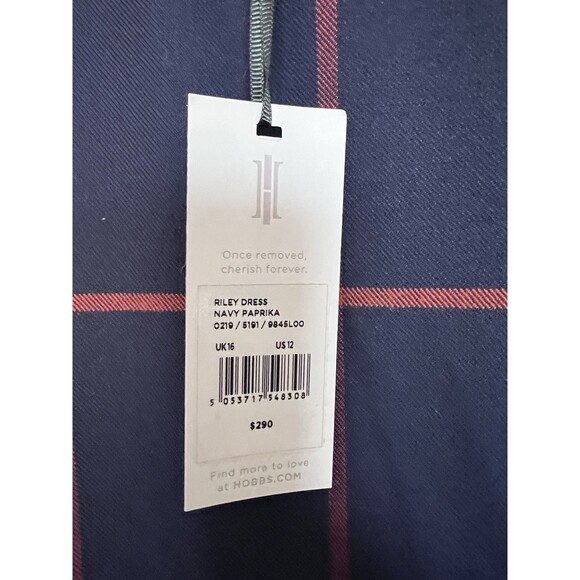 H
Once removed,
cherish forever.
RILEY DRESS
NAVY PAPRIKA
0219 / 5191 / 9845L00
UK16 US 12
5 053717 548308
$290
Find more to love
at HOBBS.COM